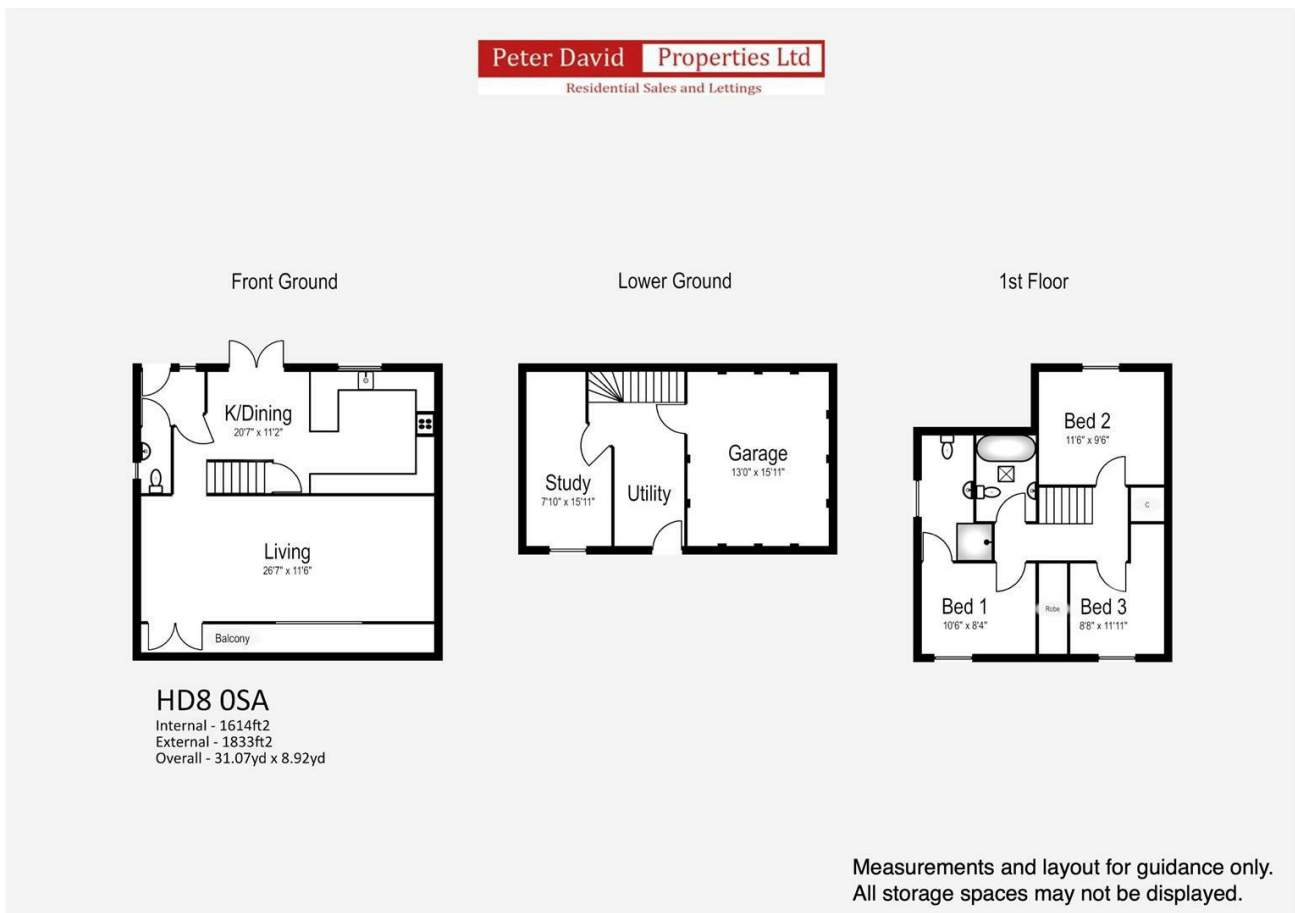 Peter David Properties Ltd
Residential Sales and Lettings
Front Ground
Lower Ground
1st Floor
K/Dining
20'7" x 11'2"
Living
26'7" x 11'6"
Balcony
Study
7'10" x 15'11"
Utility
Garage
13'0" x 15'11"
Bed 2
11'6" x 9'6"
C
Bed 1
10'6" x 8'4"
Robe
Bed 3
8'8" x 11'11"
HD8 0SA
Internal - 1614ft2
External - 1833ft2
Overall - 31.07yd x 8.92yd
Measurements and layout for guidance only.
All storage spaces may not be displayed.